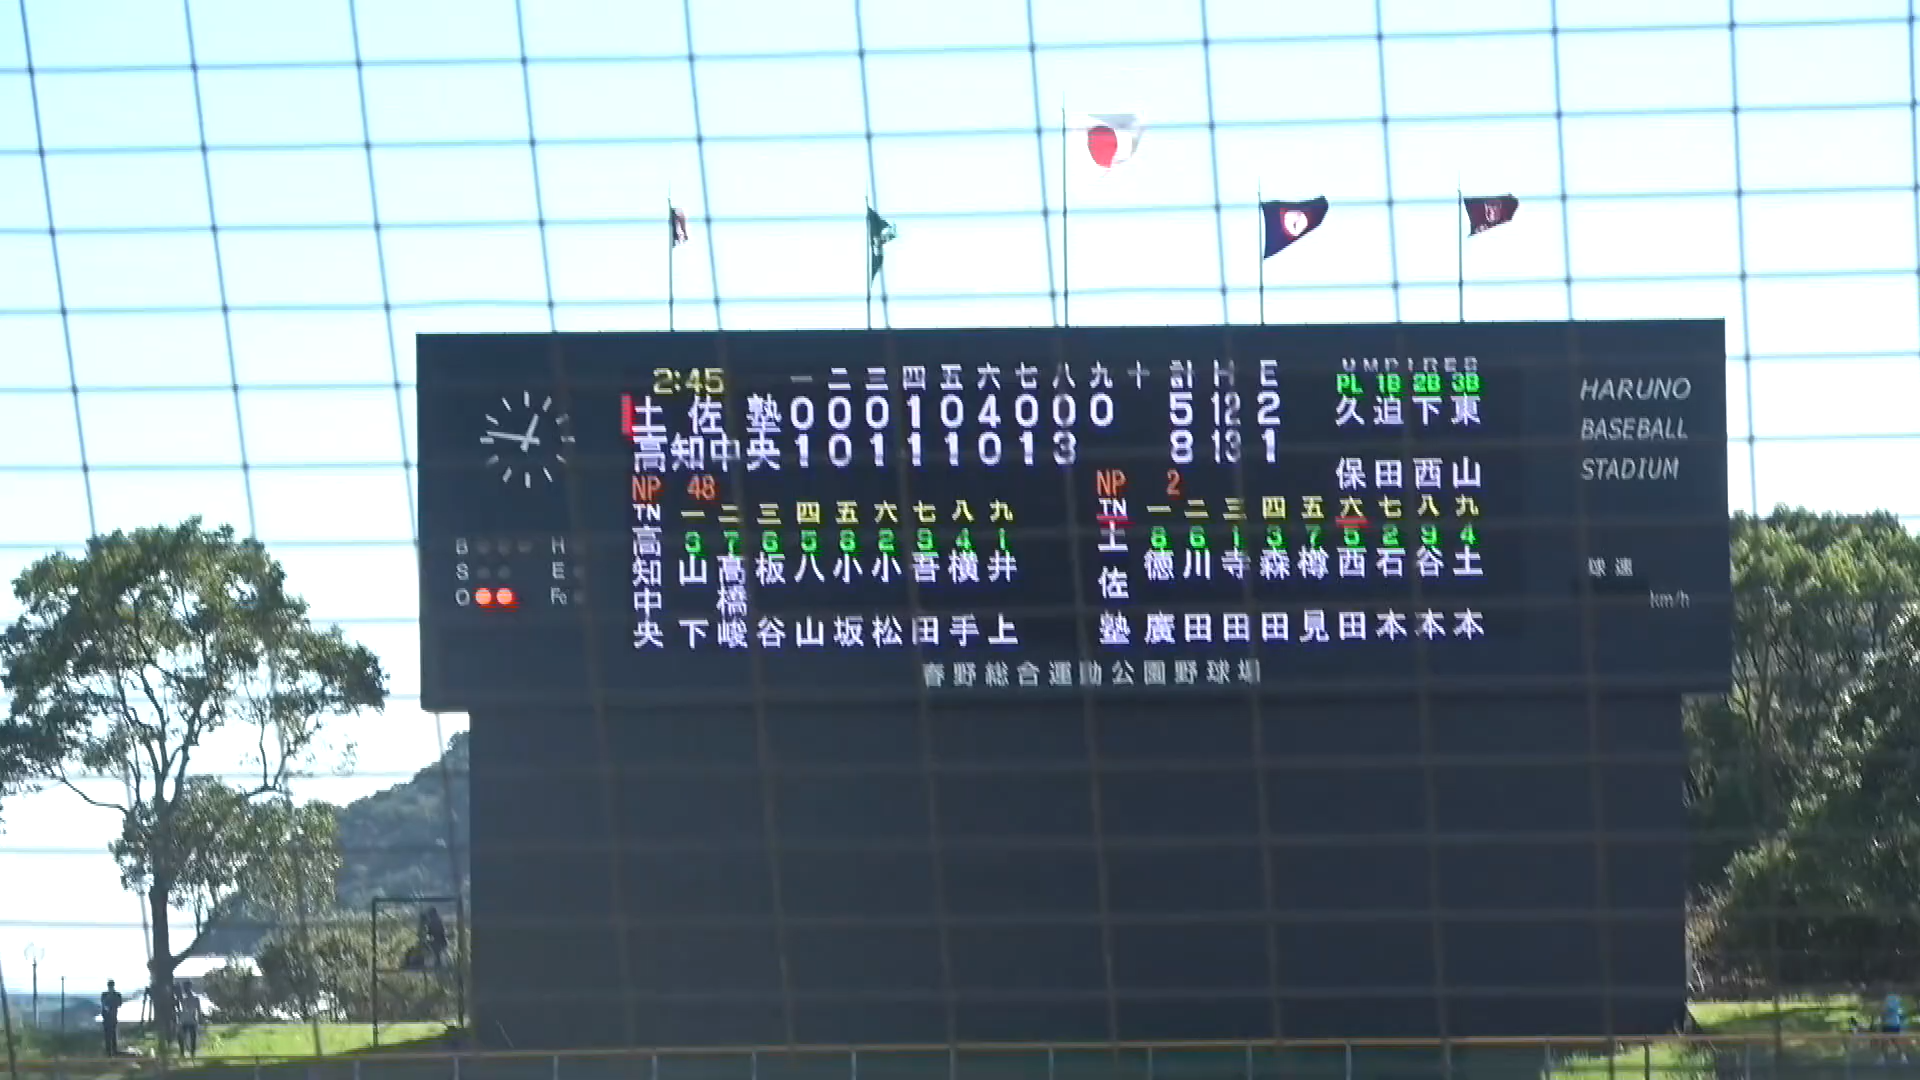 UMPIRES
2:45 一 二 三 四 五 六 七 八 九 十 計 H E
PL 1B 2B 3B
土佐塾 0 0 0 1 0 4 0 0 0 5 12 2
高知中央 1 0 1 1 1 0 1 3 8 13 1
久保 迫田 下西 東山
NP 48
TN 一 二 三 四 五 六 七 八 九
高知中央 3 7 6 5 8 2 9 4 1
山下 高橋峻 板谷 八山 小坂 小松 吾田 横手 井上
NP 2
TN 一 二 三 四 五 六 七 八 九
土佐塾 8 6 1 3 7 5 2 9 4
徳廣 川田 寺田 森田 樽見 西田 石本 谷本 土本
B H
S E
O Fc
HARUNO
BASEBALL
STADIUM
球速
km/h
春野総合運動公園野球場